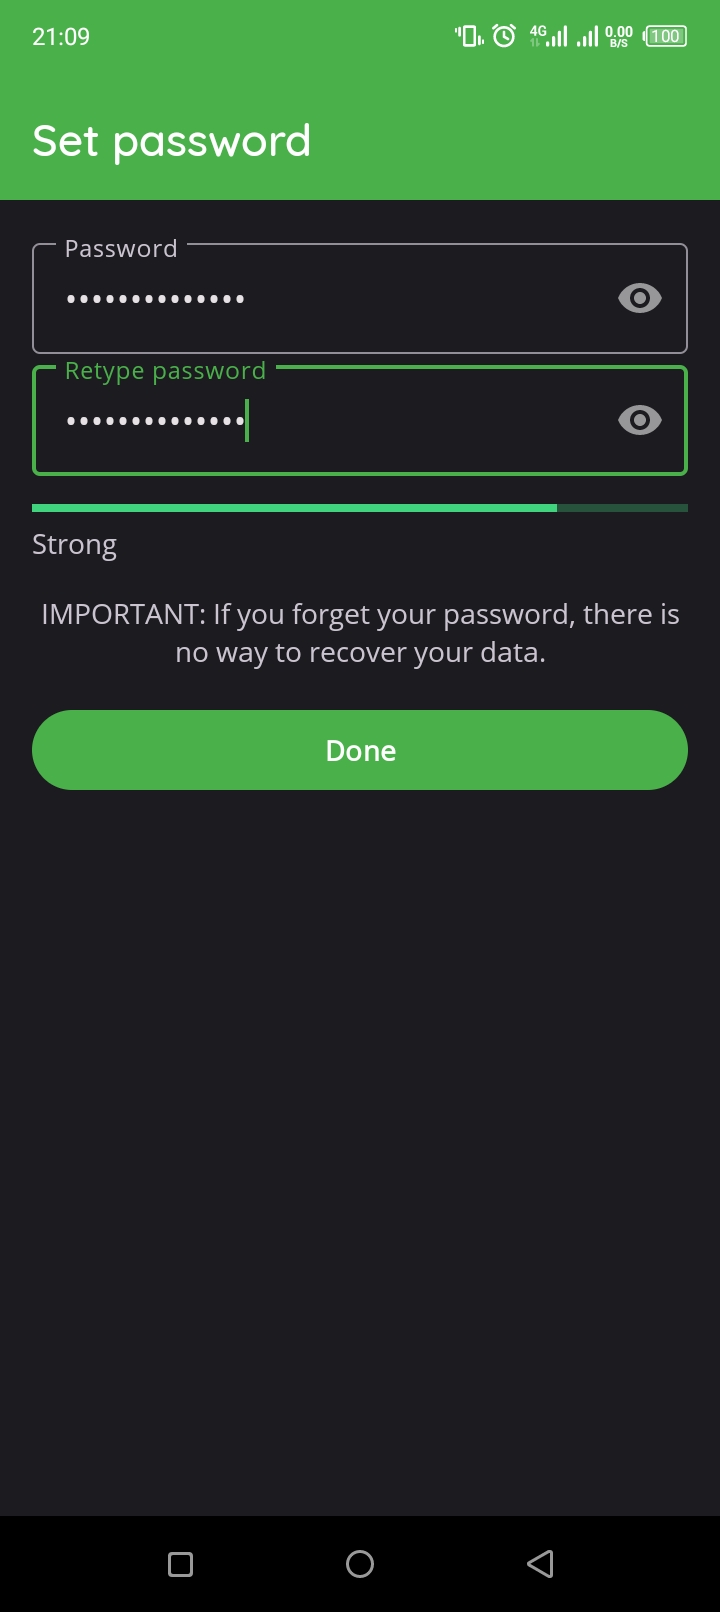 21:09
4G
0.00
B/S
100
Set password
Password
••••••••••••••
Retype password
••••••••••••••
Strong
IMPORTANT: If you forget your password, there is
no way to recover your data.
Done